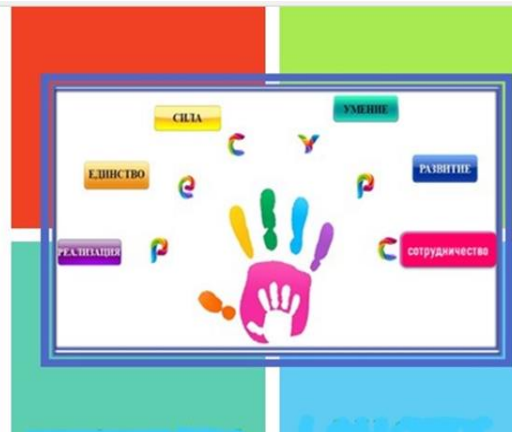 СИЛА
УМЕНИЕ
С У
ЕДИНСТВО
РАЗВИТИЕ
е Р
РЕАЛИЗАЦИЯ
Р С
сотрудничество